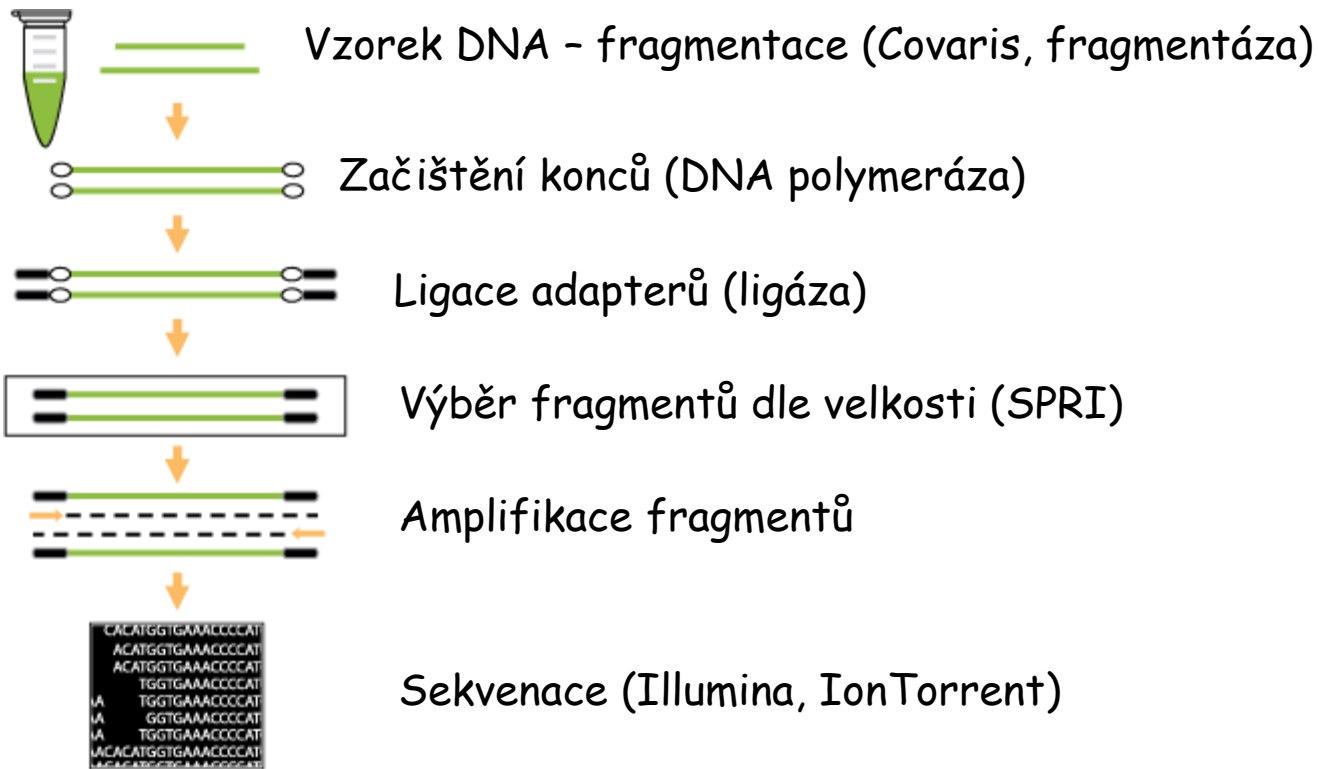 Vzorek DNA – fragmentace (Covaris, fragmentáza)
Začištění konců (DNA polymeráza)
Ligace adapterů (ligáza)
Výběr fragmentů dle velkosti (SPRI)
Amplifikace fragmentů
CACATGGTGAAACCCCAT
ACATGGTGAAACCCCAT
ACATGGTGAAACCCCAT
TGGTGAAACCCCAT
TGGTGAAACCCCAT
GGTGAAACCCCAT
TGGTGAAACCCCAT
ACACATGGTGAAACCCCAT
Sekvenace (Illumina, IonTorrent)